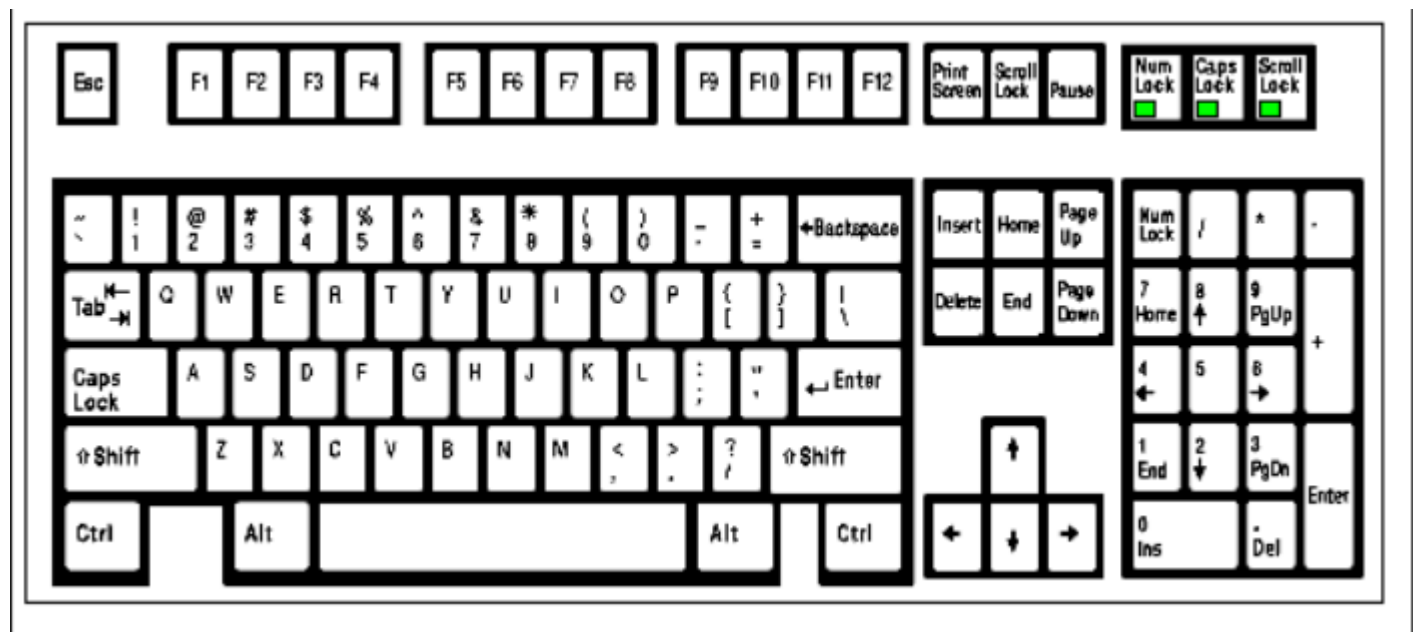 Esc F1 F2 F3 F4 F5 F6 F7 F8 F9 F10 F11 F12 Print Screen Scroll Lock Pause Num Lock Caps Lock Scroll Lock
~ ! @ # $ % ^ & * ( ) _ + ←Backspace Insert Home Page Up Num Lock / * -
` 1 2 3 4 5 6 7 8 9 0 - =
Tab Q W E R T Y U I O P { } | Delete End Page Down 7 Home 8 ↑ 9 PgUp +
[ ] \
Caps Lock A S D F G H J K L : " ↵ Enter 4 ← 5 6 →
; '
⇧Shift Z X C V B N M < > ? ⇧Shift ↑ 1 End 2 ↓ 3 PgDn Enter
, . /
Ctrl Alt Alt Ctrl ← ↓ → 0 Ins . Del